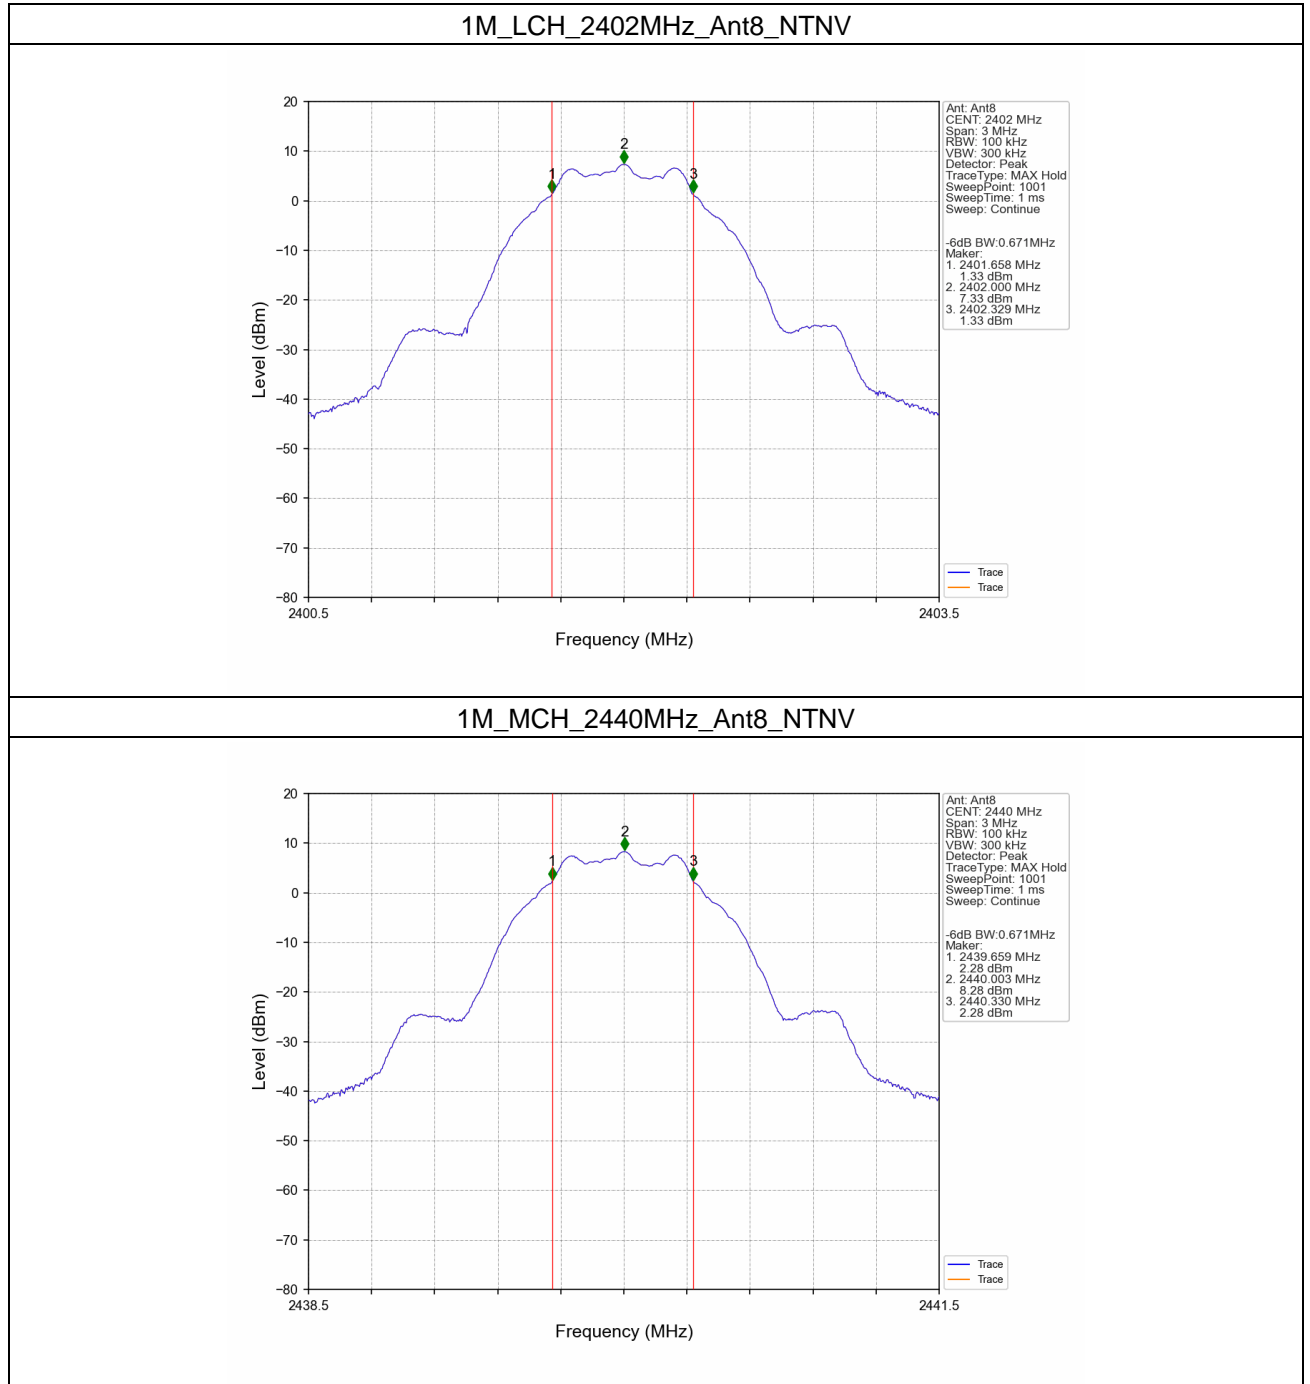 1M_LCH_2402MHz_Ant8_NTNV
20
10
0
−10
−20
−30
−40
−50
−60
−70
−80
Level (dBm)
1
2
3
2400.5
2403.5
Frequency (MHz)
Ant: Ant8
CENT: 2402 MHz
Span: 3 MHz
RBW: 100 kHz
VBW: 300 kHz
Detector: Peak
TraceType: MAX Hold
SweepPoint: 1001
SweepTime: 1 ms
Sweep: Continue
-6dB BW:0.671MHz
Maker:
1. 2401.658 MHz
1.33 dBm
2. 2402.000 MHz
7.33 dBm
3. 2402.329 MHz
1.33 dBm
Trace
Trace
1M_MCH_2440MHz_Ant8_NTNV
20
10
0
−10
−20
−30
−40
−50
−60
−70
−80
Level (dBm)
1
2
3
2438.5
2441.5
Frequency (MHz)
Ant: Ant8
CENT: 2440 MHz
Span: 3 MHz
RBW: 100 kHz
VBW: 300 kHz
Detector: Peak
TraceType: MAX Hold
SweepPoint: 1001
SweepTime: 1 ms
Sweep: Continue
-6dB BW:0.671MHz
Maker:
1. 2439.659 MHz
2.28 dBm
2. 2440.003 MHz
8.28 dBm
3. 2440.330 MHz
2.28 dBm
Trace
Trace